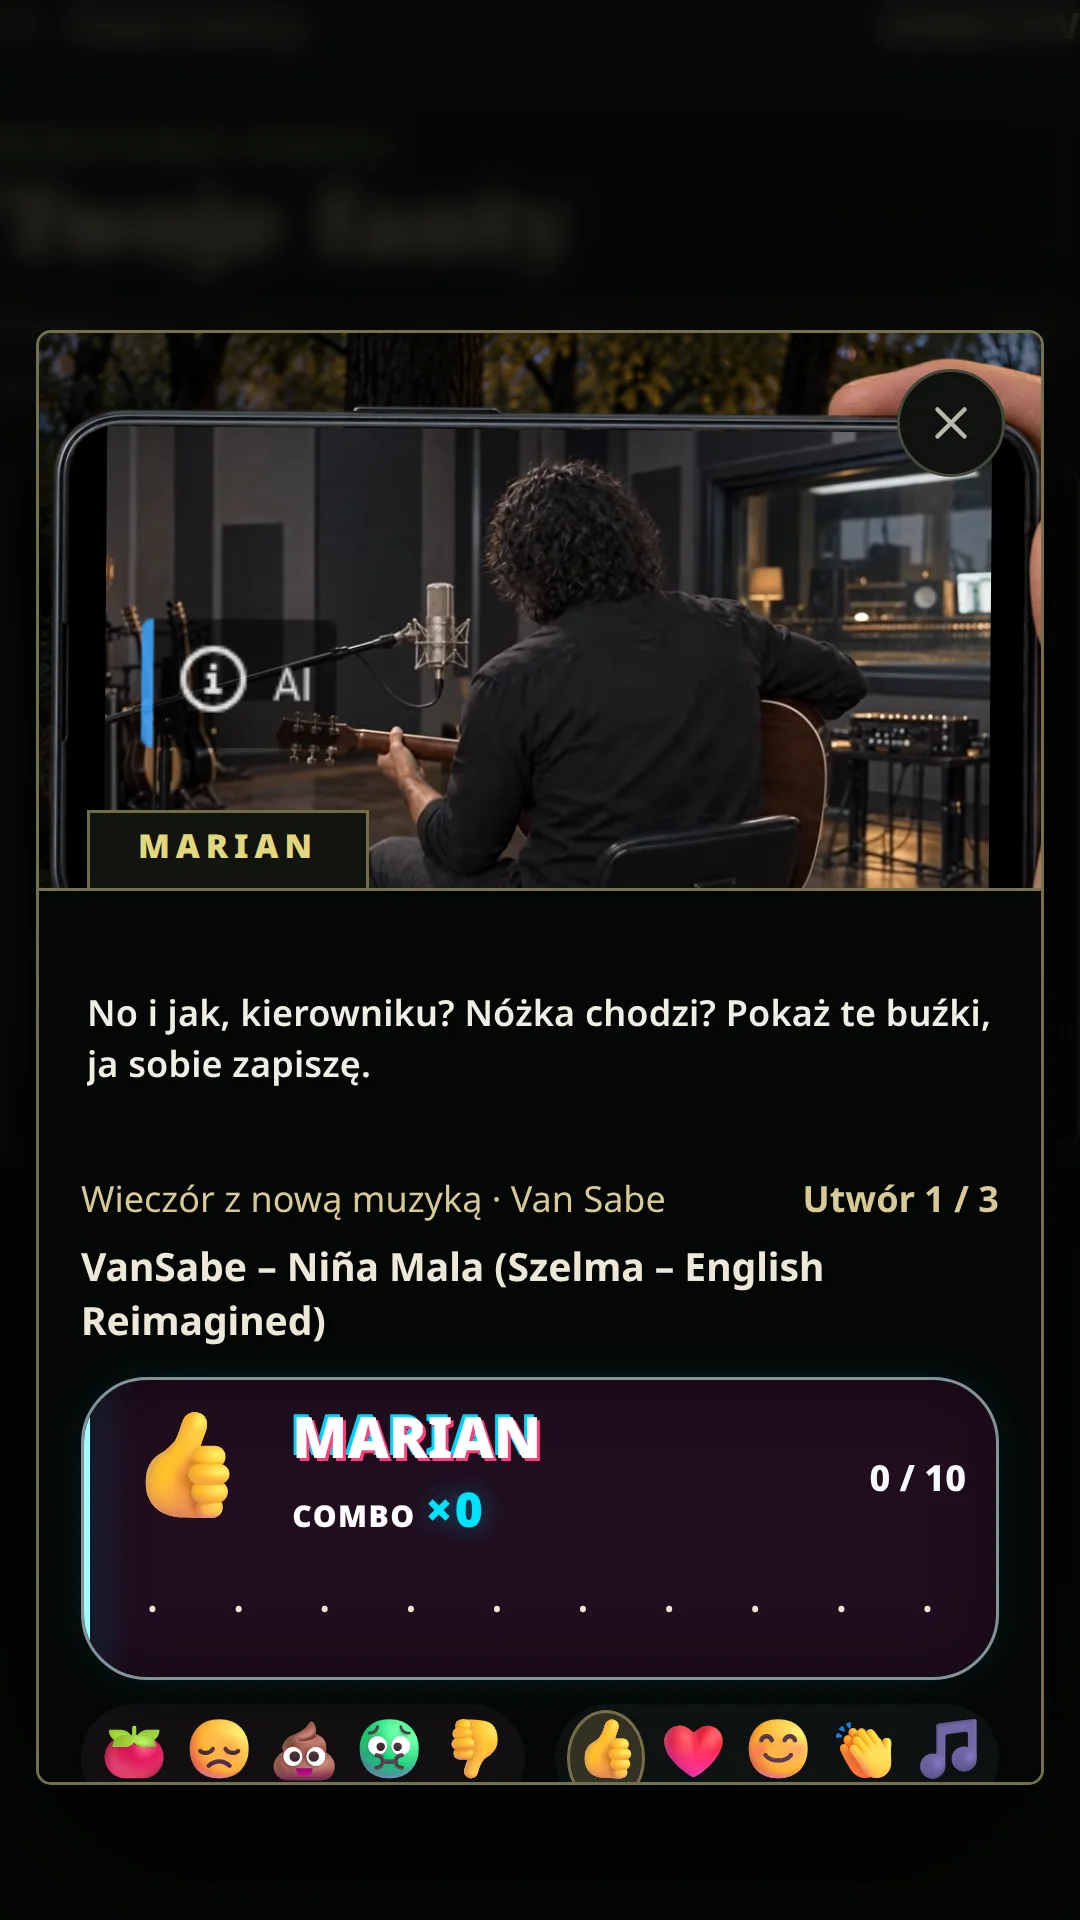 AI
MARIAN
No i jak, kierowniku? Nóżka chodzi? Pokaż te buźki,
ja sobie zapiszę.
Wieczór z nową muzyką · Van Sabe
Utwór 1 / 3
VanSabe – Niña Mala (Szelma – English
Reimagined)
MARIAN
COMBO ×0
0 / 10